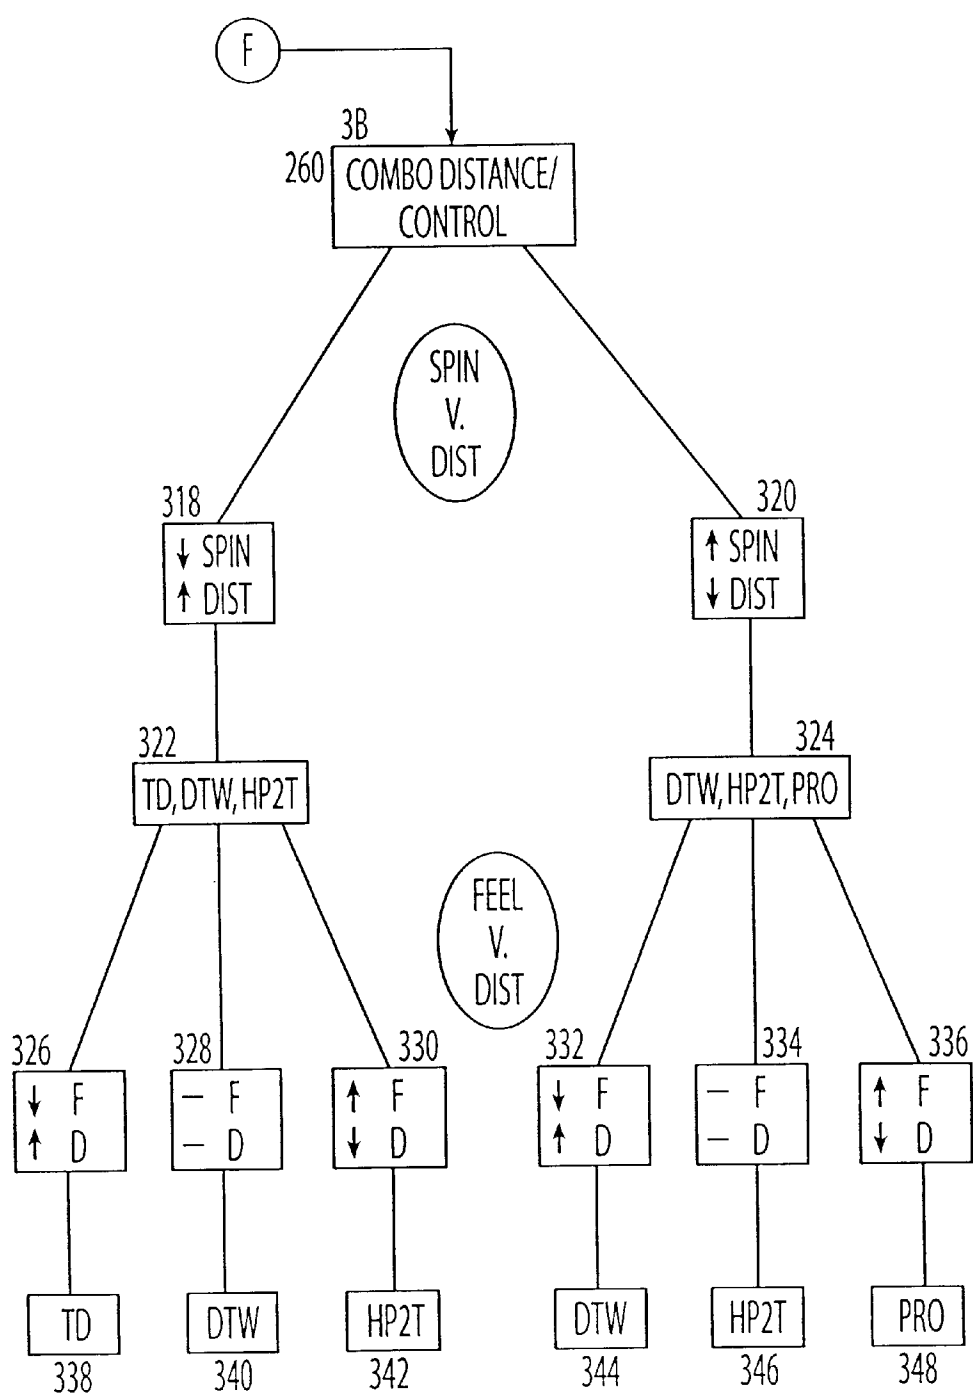 F
3B
260
COMBO DISTANCE/
CONTROL
SPIN
V.
DIST
318
↓ SPIN
↑ DIST
320
↑ SPIN
↓ DIST
322
TD, DTW, HP2T
324
DTW, HP2T, PRO
FEEL
V.
DIST
326
↓ F
↑ D
328
– F
– D
330
↑ F
↓ D
332
↓ F
↑ D
334
– F
– D
336
↑ F
↓ D
TD
338
DTW
340
HP2T
342
DTW
344
HP2T
346
PRO
348